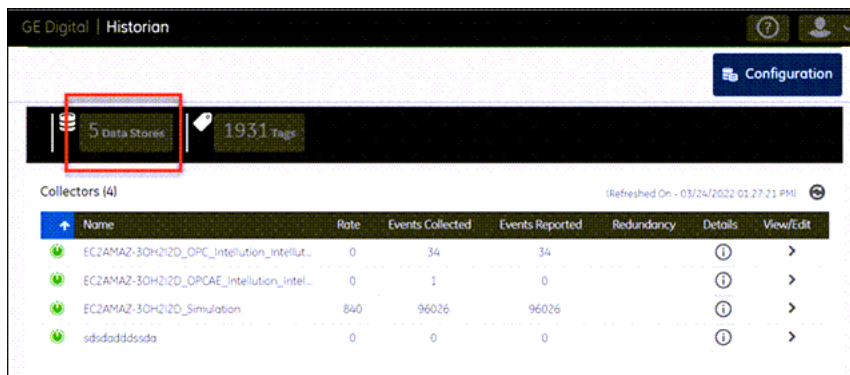 GE Digital | Historian
Configuration
5 Data Stores
1931 Tags
Collectors (4)
(Refreshed On - 03/24/2022 01:27:21 PM)
Name Rate Events Collected Events Reported Redundancy Details View/Edit
EC2AMAZ-3OH2I2D_OPC_Intellution_Intellut... 0 34 34
EC2AMAZ-3OH2I2D_OPCAE_Intellution_Intel... 0 1 0
EC2AMAZ-3OH2I2D_Simulation 840 96026 96026
sdsdadddssda 0 0 0